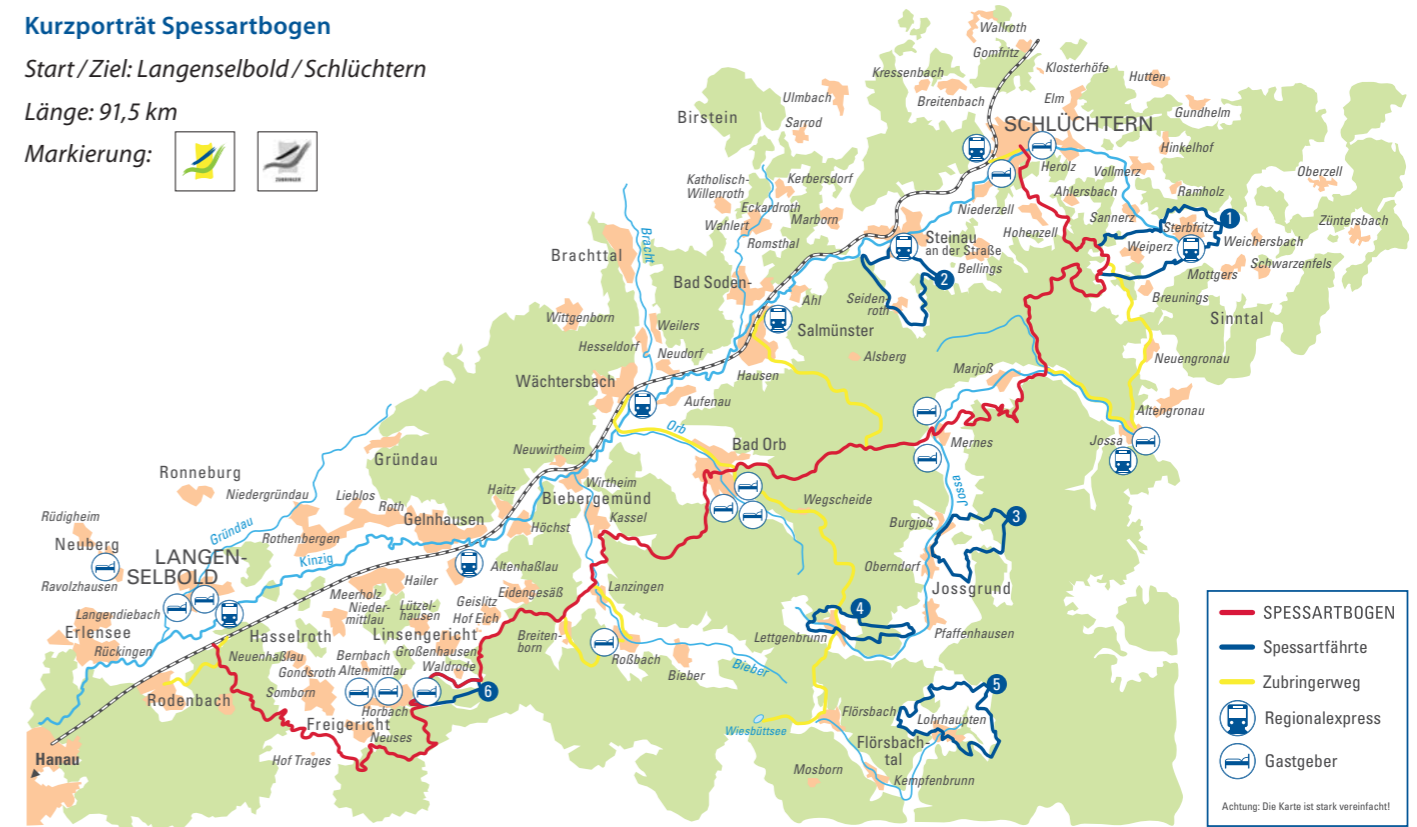 Kurzporträt Spessartbogen
Start / Ziel: Langenselbold / Schlüchtern
Länge: 91,5 km
Markierung:
ZUBRINGER
Wallroth
Gomfritz
Kressenbach
Klosterhöfe
Hutten
Breitenbach
Elm
Ulmbach
Gundhelm
Birstein
Sarrod
SCHLÜCHTERN
Hinkelhof
Herolz
Vollmerz
Oberzell
Katholisch-
Willenroth
Kerbersdorf
Ahlersbach
Ramholz
Eckardroth
Niederzell
Marborn
Wahlert
Sannerz
Sterbfritz
1
Züntersbach
Bracht
Romsthal
Steinau
an der Straße
Hohenzell
Weiperz
Weichersbach
Brachttal
Schwarzenfels
Bellings
Mottgers
Bad Soden-
Salmünster
2
Ahl
Seiden-
roth
Breunings
Sinntal
Wittgenborn
Weilers
Hesseldorf
Neudorf
Alsberg
Neuengronau
Marjoß
Hausen
Wächtersbach
Aufenau
Altengronau
Orb
Bad Orb
Mernes
Jossa
Neuwirtheim
Gründau
Ronneburg
Wirtheim
Jossa
Niedergründau
Lieblos
Haitz
Biebergemünd
Wegscheide
Roth
Gelnhausen
Kassel
Rüdigheim
Höchst
Burgjoß
3
Gründau
Rothenbergen
Neuberg
LANGEN-
SELBOLD
Kinzig
Altenhaßlau
Oberndorf
Ravolzhausen
Hailer
Lanzingen
Jossgrund
Meerholz
Eidengesäß
Geislitz
Langendiebach
Nieder-
mittlau
Lützel-
hausen
Hof Eich
4
Erlensee
Hasselroth
Linsengericht
Breiten-
born
Lettgenbrunn
Pfaffenhausen
Rückingen
Neuenhaßlau
Bernbach
Großenhausen
Roßbach
Bieber
Bieber
Gondsroth
Altenmittlau
Waldrode
5
Rodenbach
Somborn
6
Horbach
Flörsbach
Lohrhaupten
Freigericht
Neuses
Wiesbüttsee
Flörsbach-
tal
Hanau
Hof Trages
Mosborn
Kempfenbrunn
SPESSARTBOGEN
Spessartfährte
Zubringerweg
Regionalexpress
Gastgeber
Achtung: Die Karte ist stark vereinfacht!